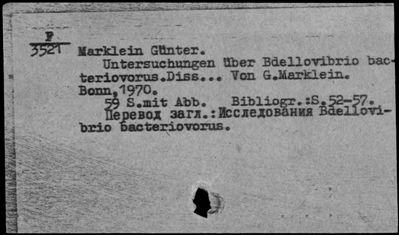 F
3521
Marklein Günter.
Untersuchungen über Bdellovibrio bac-
teriovorus.Diss... Von G.Marklein.
Bonn,1970.
59 S.mit Abb. Bibliogr.:S.52-57.
Перевод загл.:Исследования Bdellovi-
brio bacteriovorus.